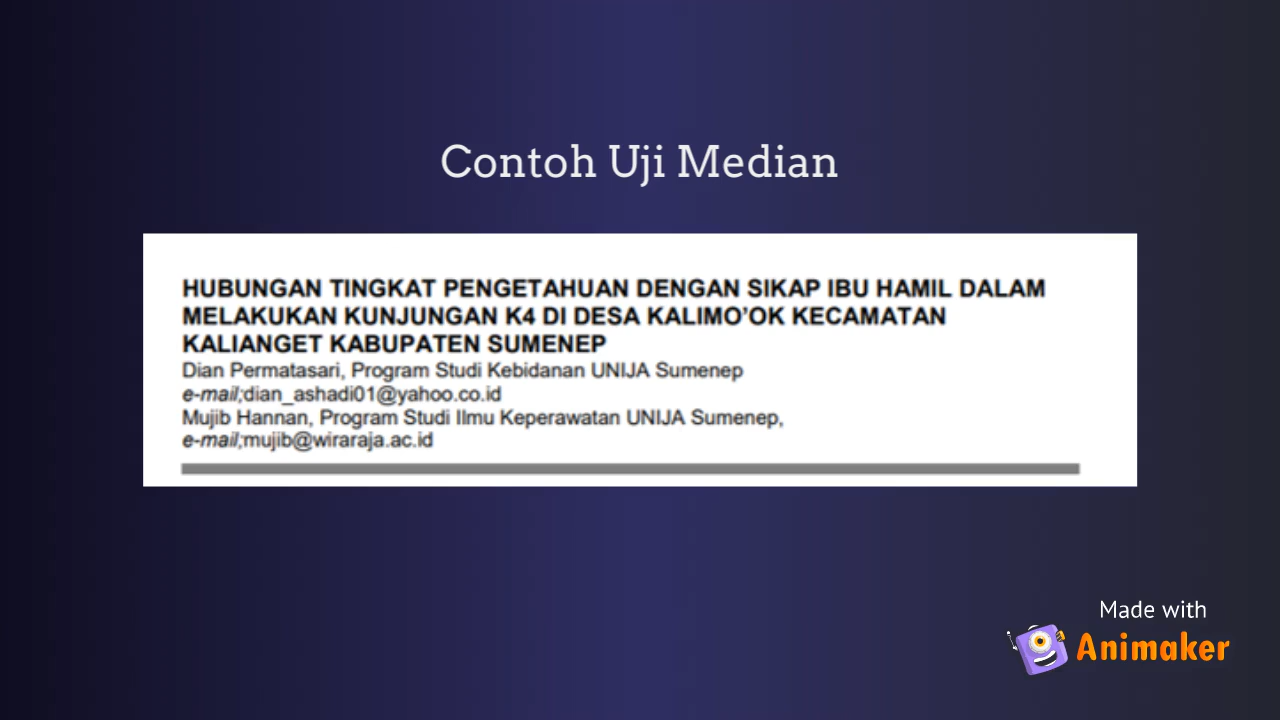 Contoh Uji Median
HUBUNGAN TINGKAT PENGETAHUAN DENGAN SIKAP IBU HAMIL DALAM
MELAKUKAN KUNJUNGAN K4 DI DESA KALIMO'OK KECAMATAN
KALIANGET KABUPATEN SUMENEP
Dian Permatasari, Program Studi Kebidanan UNIJA Sumenep
e-mail;dian_ashadi01@yahoo.co.id
Mujib Hannan, Program Studi Ilmu Keperawatan UNIJA Sumenep,
e-mail;mujib@wiraraja.ac.id
Made with
Animaker